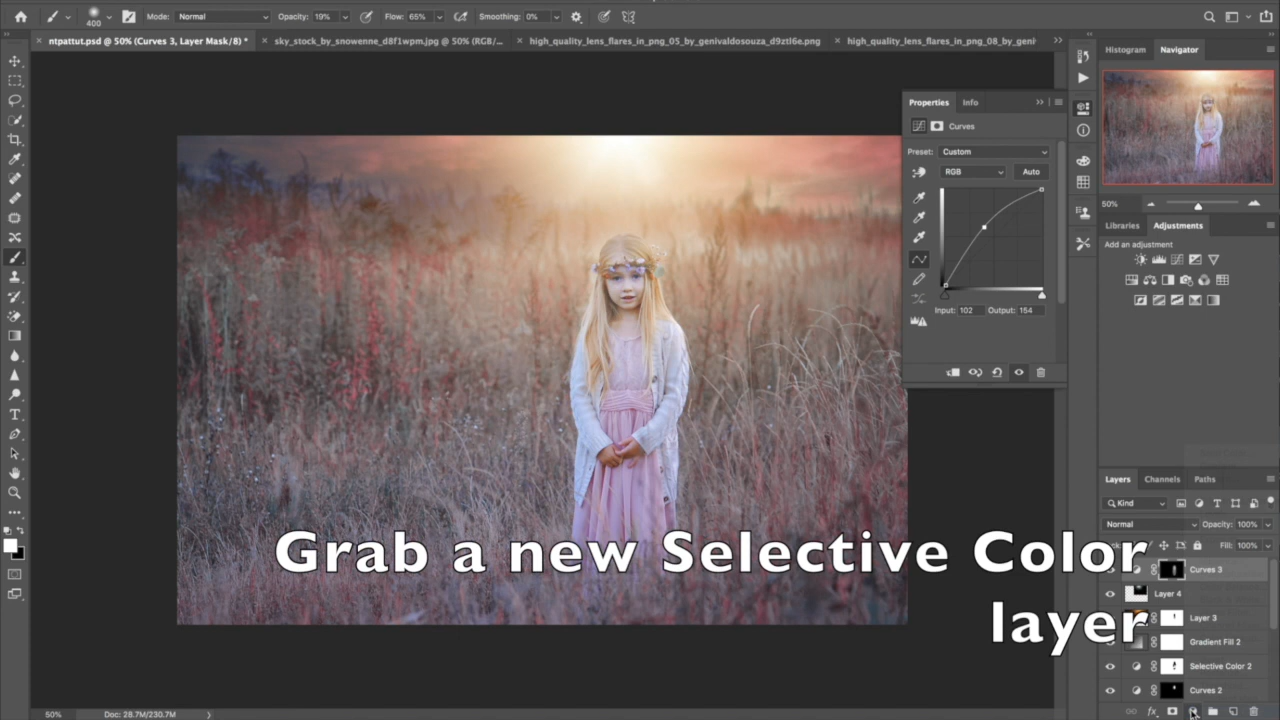 400
Mode: Normal
Opacity: 19%
Flow: 65%
Smoothing: 0%
ntpattut.psd @ 50% (Curves 3, Layer Mask/8) *
sky_stock_by_snowenne_d8f1wpm.jpg @ 50% (RGB/...
high_quality_lens_flares_in_png_05_by_genivaldosouza_d9ztl6e.png
high_quality_lens_flares_in_png_08_by_geni
Histogram
Navigator
Properties
Info
Curves
Preset: Custom
RGB
Auto
Input: 102 Output: 154
50%
Libraries
Adjustments
Add an adjustment
Layers
Channels
Paths
Kind
Normal
Opacity: 100%
Fill: 100%
Curves 3
Layer 4
Layer 3
Gradient Fill 2
Selective Color 2
Curves 2
Grab a new Selective Color
layer
50%
Doc: 28.7M/230.7M